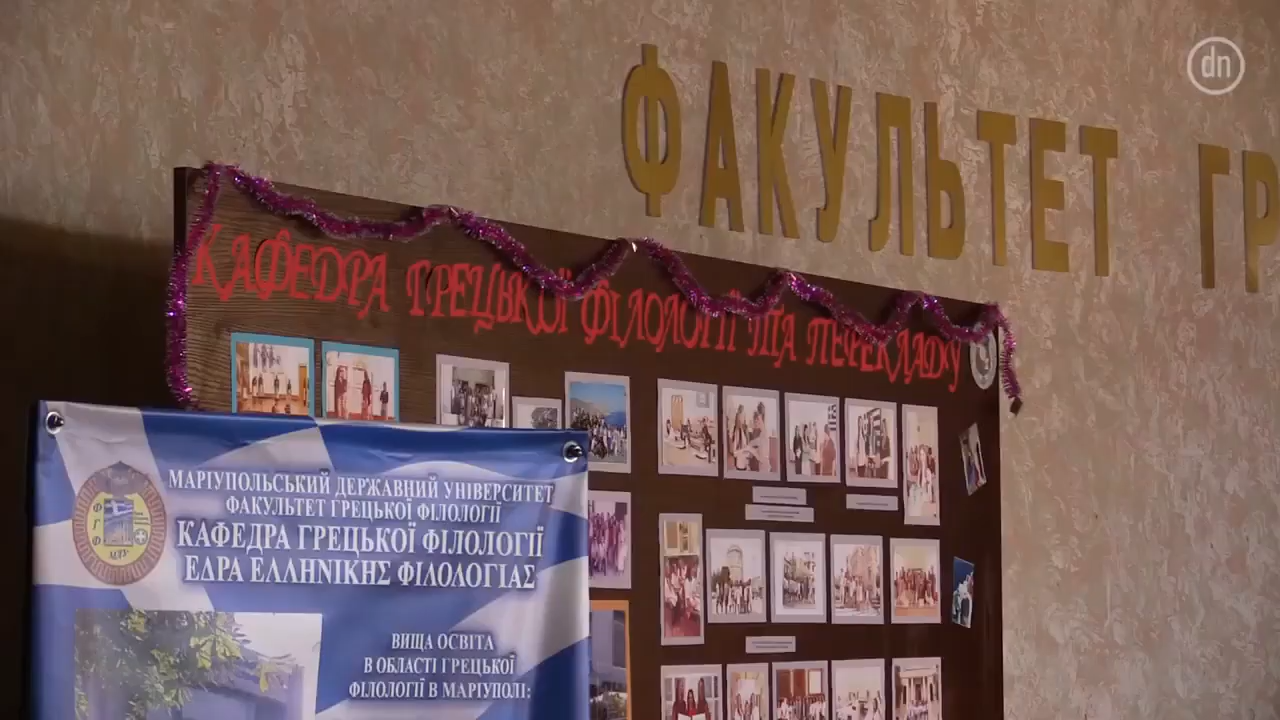 dn
ФАКУЛЬТЕТ ГР
КАФЕДРА ГРЕЦЬКОЇ ФІЛОЛОГІЇ ТА ПЕРЕКЛАДУ
МАРІУПОЛЬСЬКИЙ ДЕРЖАВНИЙ УНІВЕРСИТЕТ
ФАКУЛЬТЕТ ГРЕЦЬКОЇ ФІЛОЛОГІЇ
КАФЕДРА ГРЕЦЬКОЇ ФІЛОЛОГІЇ
ΕΔΡΑ ΕΛΛΗΝΙΚΗΣ ΦΙΛΟΛΟΓΙΑΣ
ВИЩА ОСВІТА
В ОБЛАСТІ ГРЕЦЬКОЇ
ФІЛОЛОГІЇ В МАРІУПОЛІ: